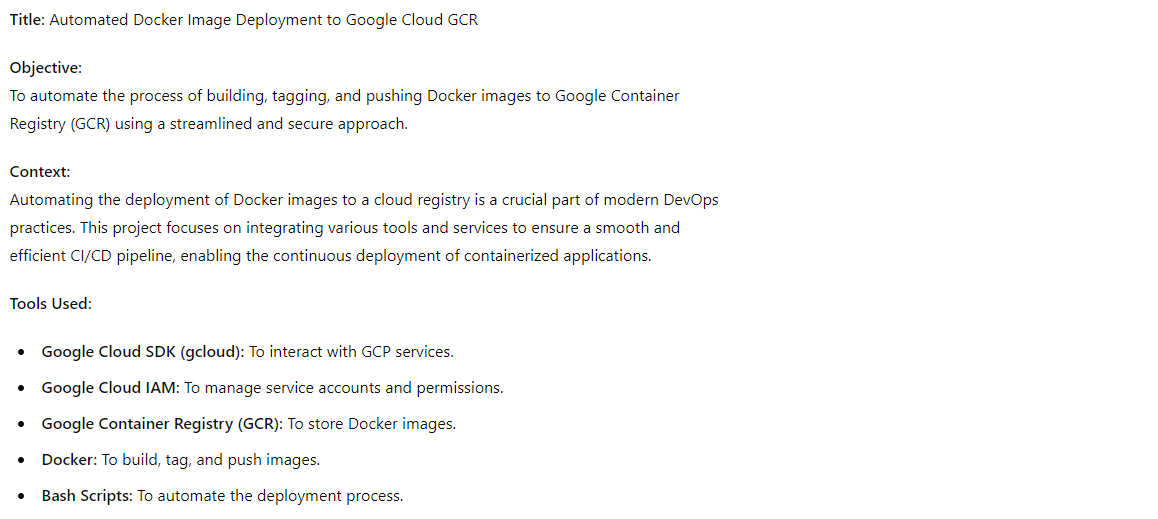 Title: Automated Docker Image Deployment to Google Cloud GCR
Objective:
To automate the process of building, tagging, and pushing Docker images to Google Container
Registry (GCR) using a streamlined and secure approach.
Context:
Automating the deployment of Docker images to a cloud registry is a crucial part of modern DevOps
practices. This project focuses on integrating various tools and services to ensure a smooth and
efficient CI/CD pipeline, enabling the continuous deployment of containerized applications.
Tools Used:
• Google Cloud SDK (gcloud): To interact with GCP services.
• Google Cloud IAM: To manage service accounts and permissions.
• Google Container Registry (GCR): To store Docker images.
• Docker: To build, tag, and push images.
• Bash Scripts: To automate the deployment process.